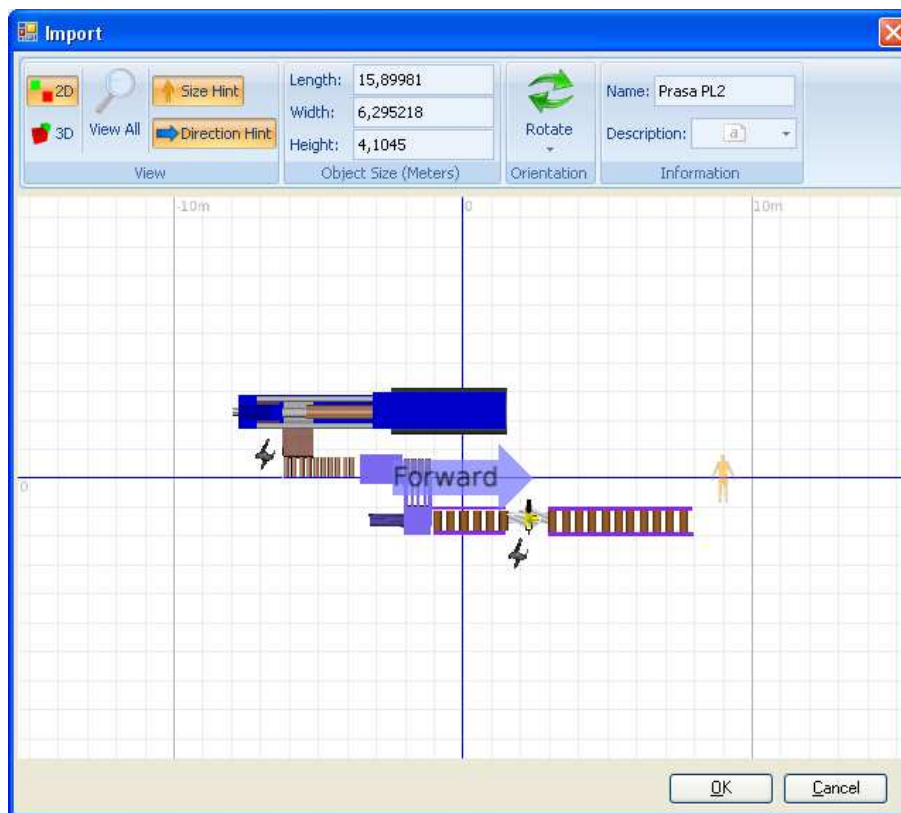 Import
2D
3D
View All
Size Hint
Direction Hint
View
Length: 15,89981
Width: 6,295218
Height: 4,1045
Object Size (Meters)
Rotate
Orientation
Name: Prasa PL2
Description: a
Information
-10m 0 10m
Forward
0
OK Cancel